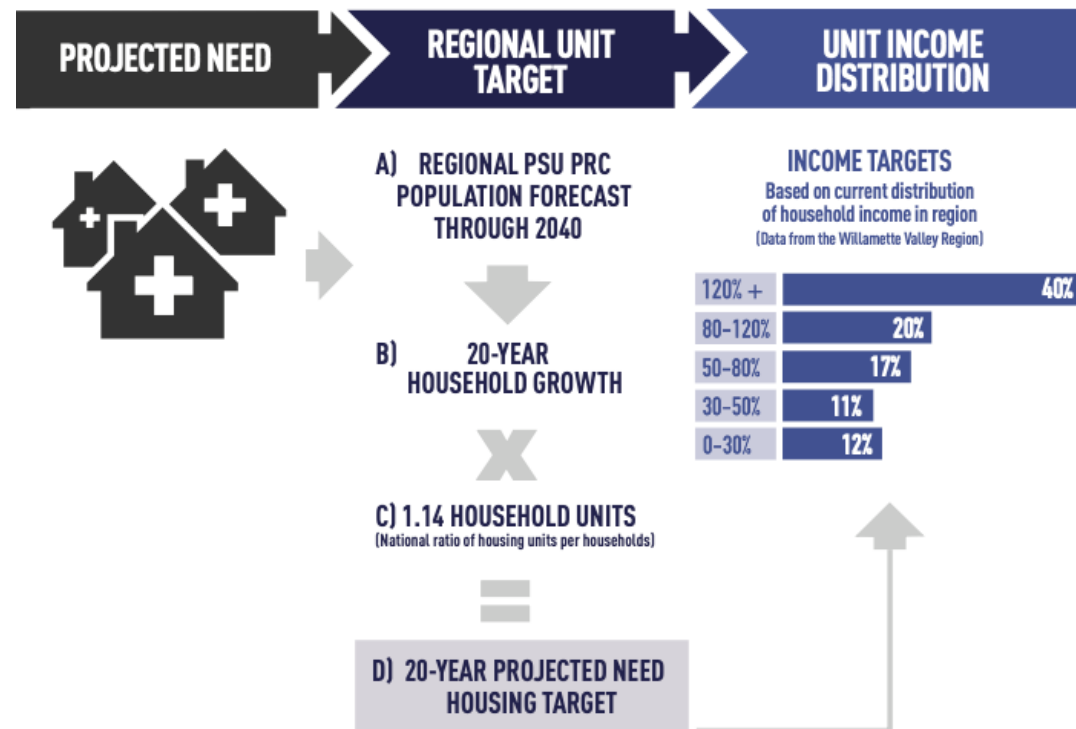 PROJECTED NEED
REGIONAL UNIT
TARGET
UNIT INCOME
DISTRIBUTION
A) REGIONAL PSU PRC
POPULATION FORECAST
THROUGH 2040
B) 20-YEAR
HOUSEHOLD GROWTH
X
C) 1.14 HOUSEHOLD UNITS
(National ratio of housing units per households)
=
D) 20-YEAR PROJECTED NEED
HOUSING TARGET
INCOME TARGETS
Based on current distribution
of household income in region
(Data from the Willamette Valley Region)
120% + 40%
80-120% 20%
50-80% 17%
30-50% 11%
0-30% 12%